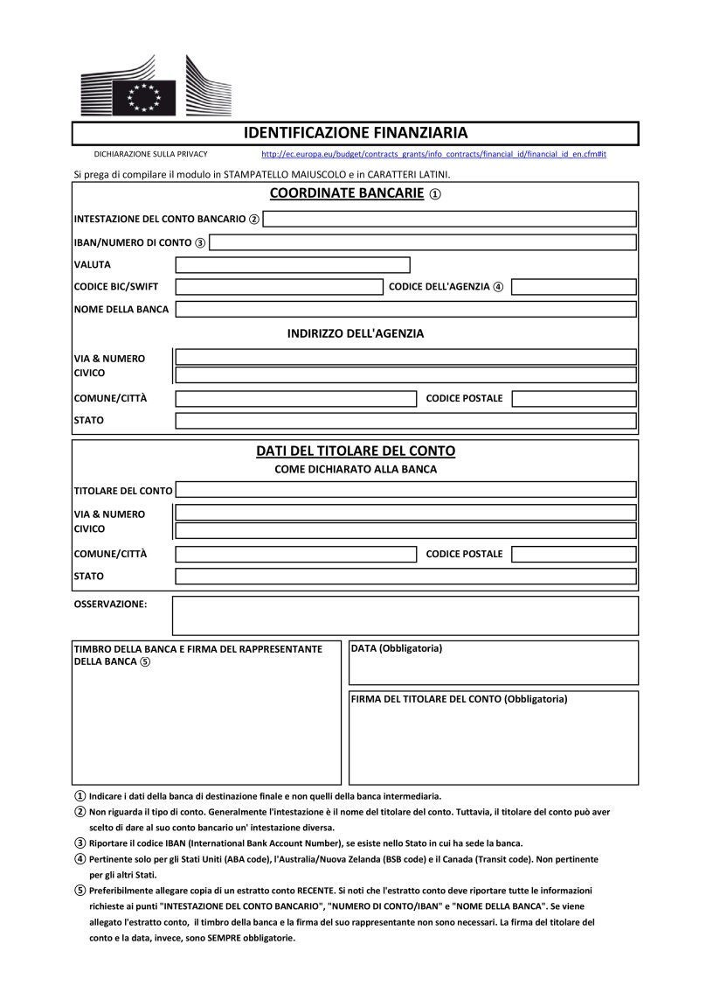 IDENTIFICAZIONE FINANZIARIA
DICHIARAZIONE SULLA PRIVACY http://ec.europa.eu/budget/contracts_grants/info_contracts/financial_id/financial_id_en.cfm#it
Si prega di compilare il modulo in STAMPATELLO MAIUSCOLO e in CARATTERI LATINI.
COORDINATE BANCARIE ①
INTESTAZIONE DEL CONTO BANCARIO ②
IBAN/NUMERO DI CONTO ③
VALUTA
CODICE BIC/SWIFT CODICE DELL'AGENZIA ④
NOME DELLA BANCA
INDIRIZZO DELL'AGENZIA
VIA & NUMERO
CIVICO
COMUNE/CITTÀ CODICE POSTALE
STATO
DATI DEL TITOLARE DEL CONTO
COME DICHIARATO ALLA BANCA
TITOLARE DEL CONTO
VIA & NUMERO
CIVICO
COMUNE/CITTÀ CODICE POSTALE
STATO
OSSERVAZIONE:
TIMBRO DELLA BANCA E FIRMA DEL RAPPRESENTANTE
DELLA BANCA ⑤
DATA (Obbligatoria)
FIRMA DEL TITOLARE DEL CONTO (Obbligatoria)
① Indicare i dati della banca di destinazione finale e non quelli della banca intermediaria.
② Non riguarda il tipo di conto. Generalmente l'intestazione è il nome del titolare del conto. Tuttavia, il titolare del conto può aver
scelto di dare al suo conto bancario un' intestazione diversa.
③ Riportare il codice IBAN (International Bank Account Number), se esiste nello Stato in cui ha sede la banca.
④ Pertinente solo per gli Stati Uniti (ABA code), l'Australia/Nuova Zelanda (BSB code) e il Canada (Transit code). Non pertinente
per gli altri Stati.
⑤ Preferibilmente allegare copia di un estratto conto RECENTE. Si noti che l'estratto conto deve riportare tutte le informazioni
richieste ai punti "INTESTAZIONE DEL CONTO BANCARIO", "NUMERO DI CONTO/IBAN" e "NOME DELLA BANCA". Se viene
allegato l'estratto conto, il timbro della banca e la firma del suo rappresentante non sono necessari. La firma del titolare del
conto e la data, invece, sono SEMPRE obbligatorie.